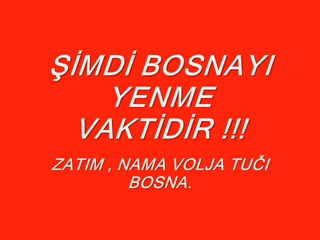 ŞİMDİ BOSNAYI
YENME
VAKTİDİR !!!
ZATIM , NAMA VOLJA TUČI
BOSNA.